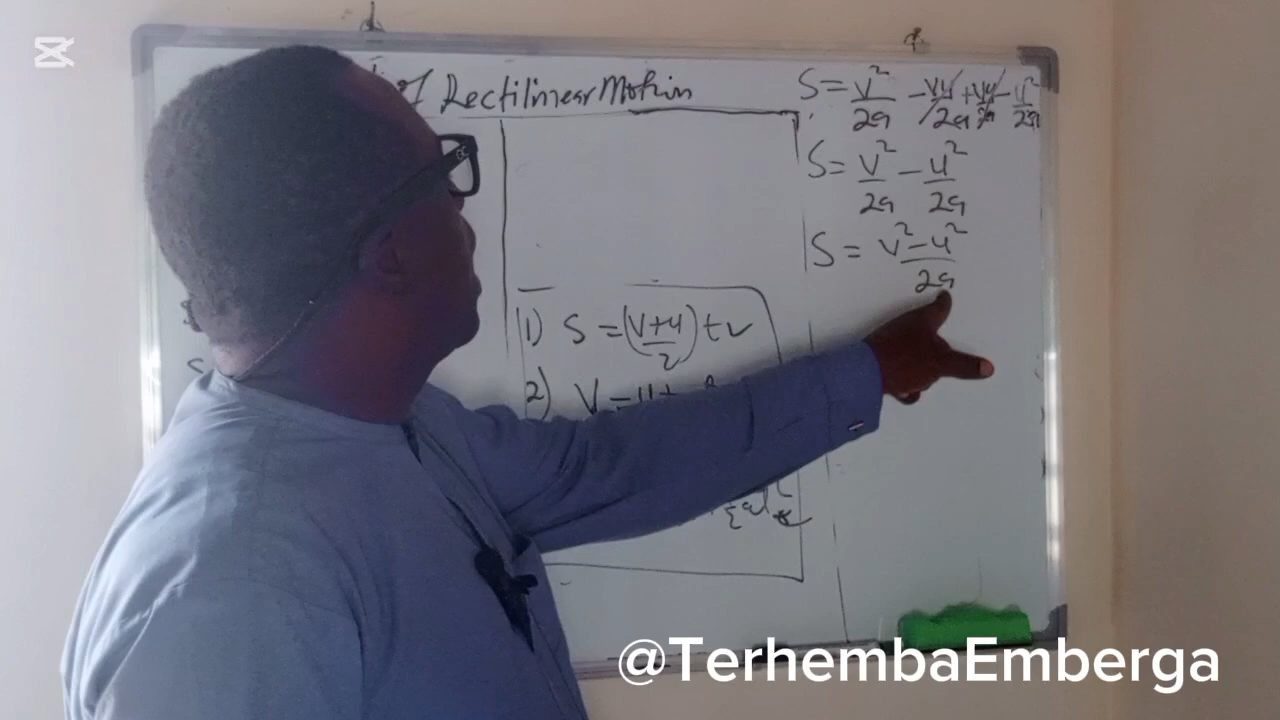 of Rectilinear Motion
1) S = (v+u/2) t ✓
2) V = u +
S = v²/2a - vu/2a + vu/2a - u²/2a
S = v²/2a - u²/2a
S = v² - u²/2a
@TerhembaEmberga